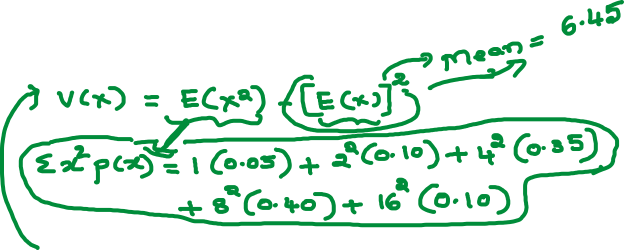 Mean = 6.45
V(x) = E(x²) - [E(x)]²
Σx²p(x) = 1(0.05) + 2²(0.10) + 4²(0.35)
+ 8²(0.40) + 16²(0.10)